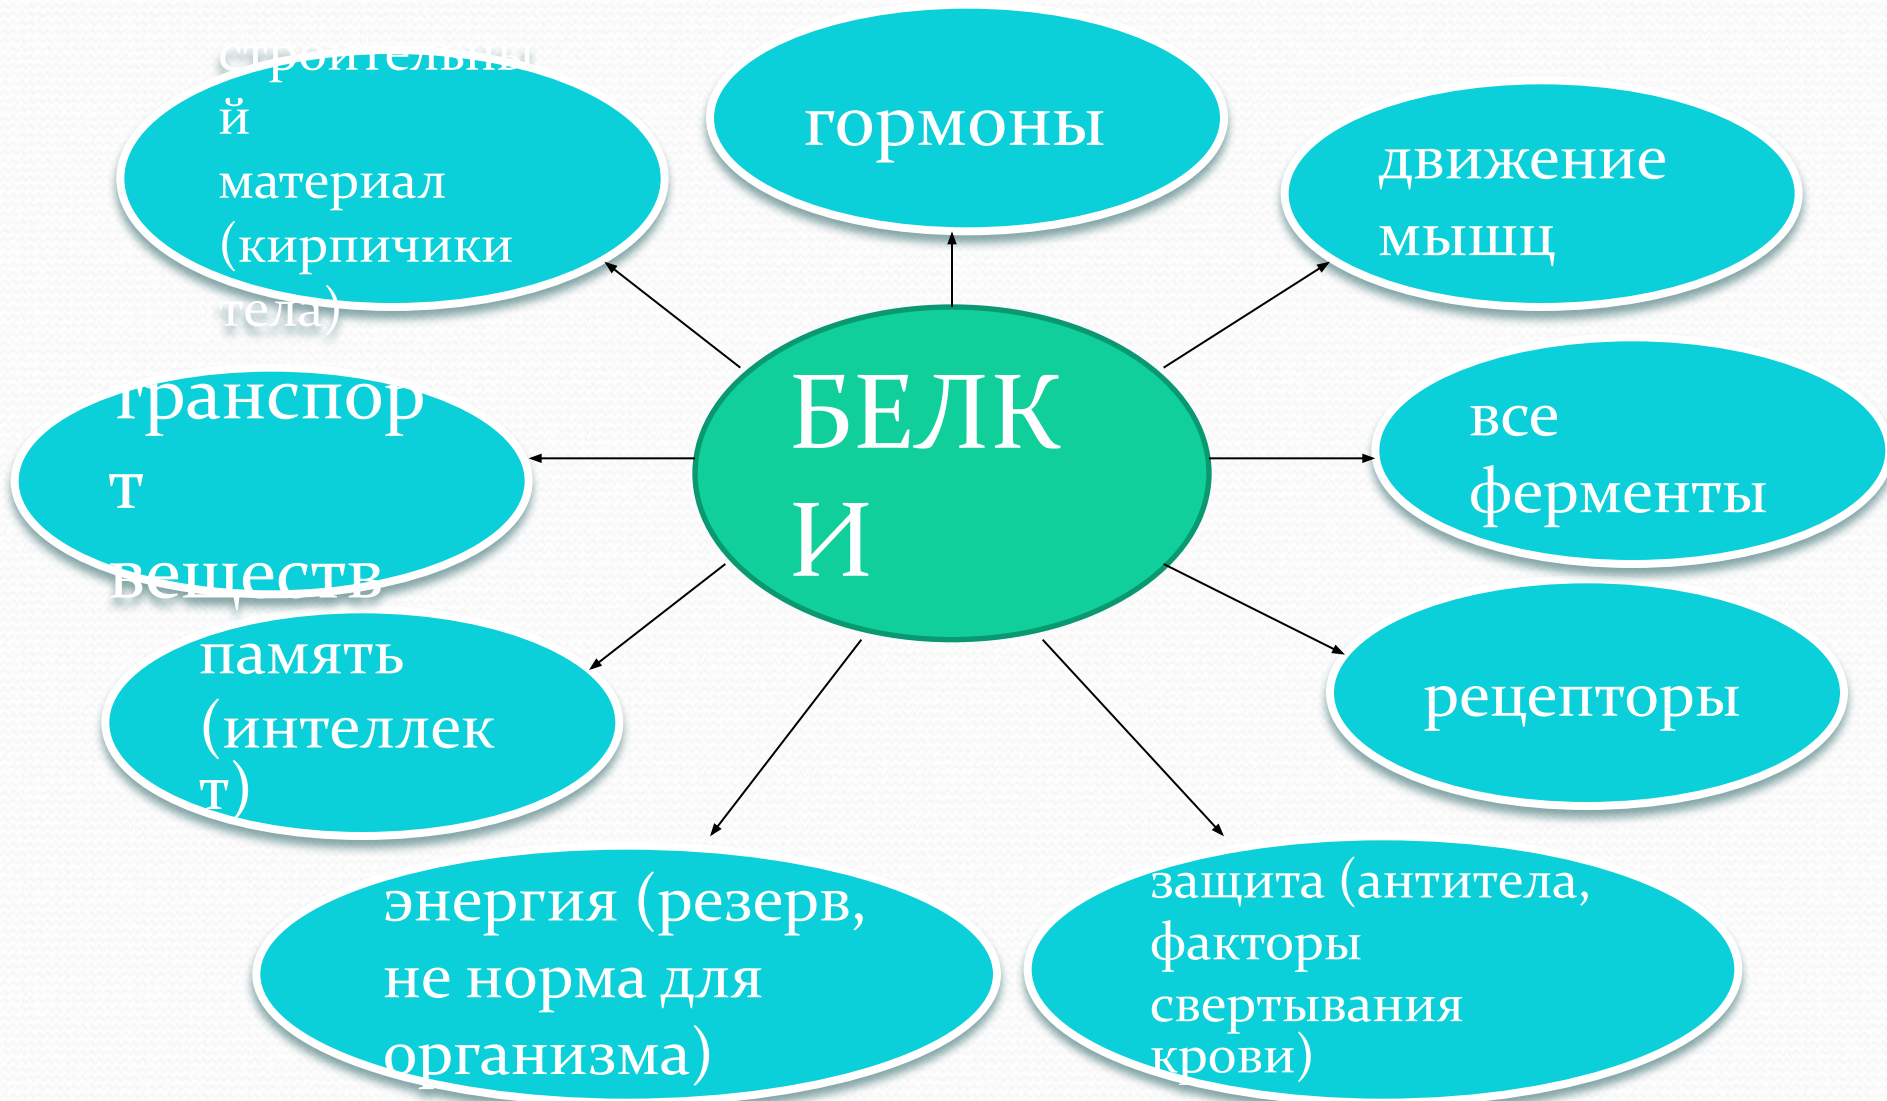 строительны
й
материал
(кирпичики
тела)
гормоны
движение
мышц
БЕЛК
И
транспор
т
веществ
все
ферменты
память
(интеллек
т)
рецепторы
энергия (резерв,
не норма для
организма)
защита (антитела,
факторы
свертывания
крови)